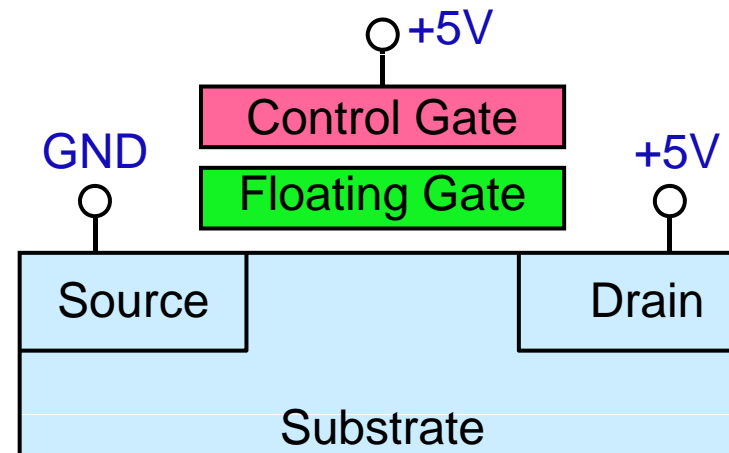 +5V
Control Gate
GND
+5V
Floating Gate
Source
Drain
Substrate